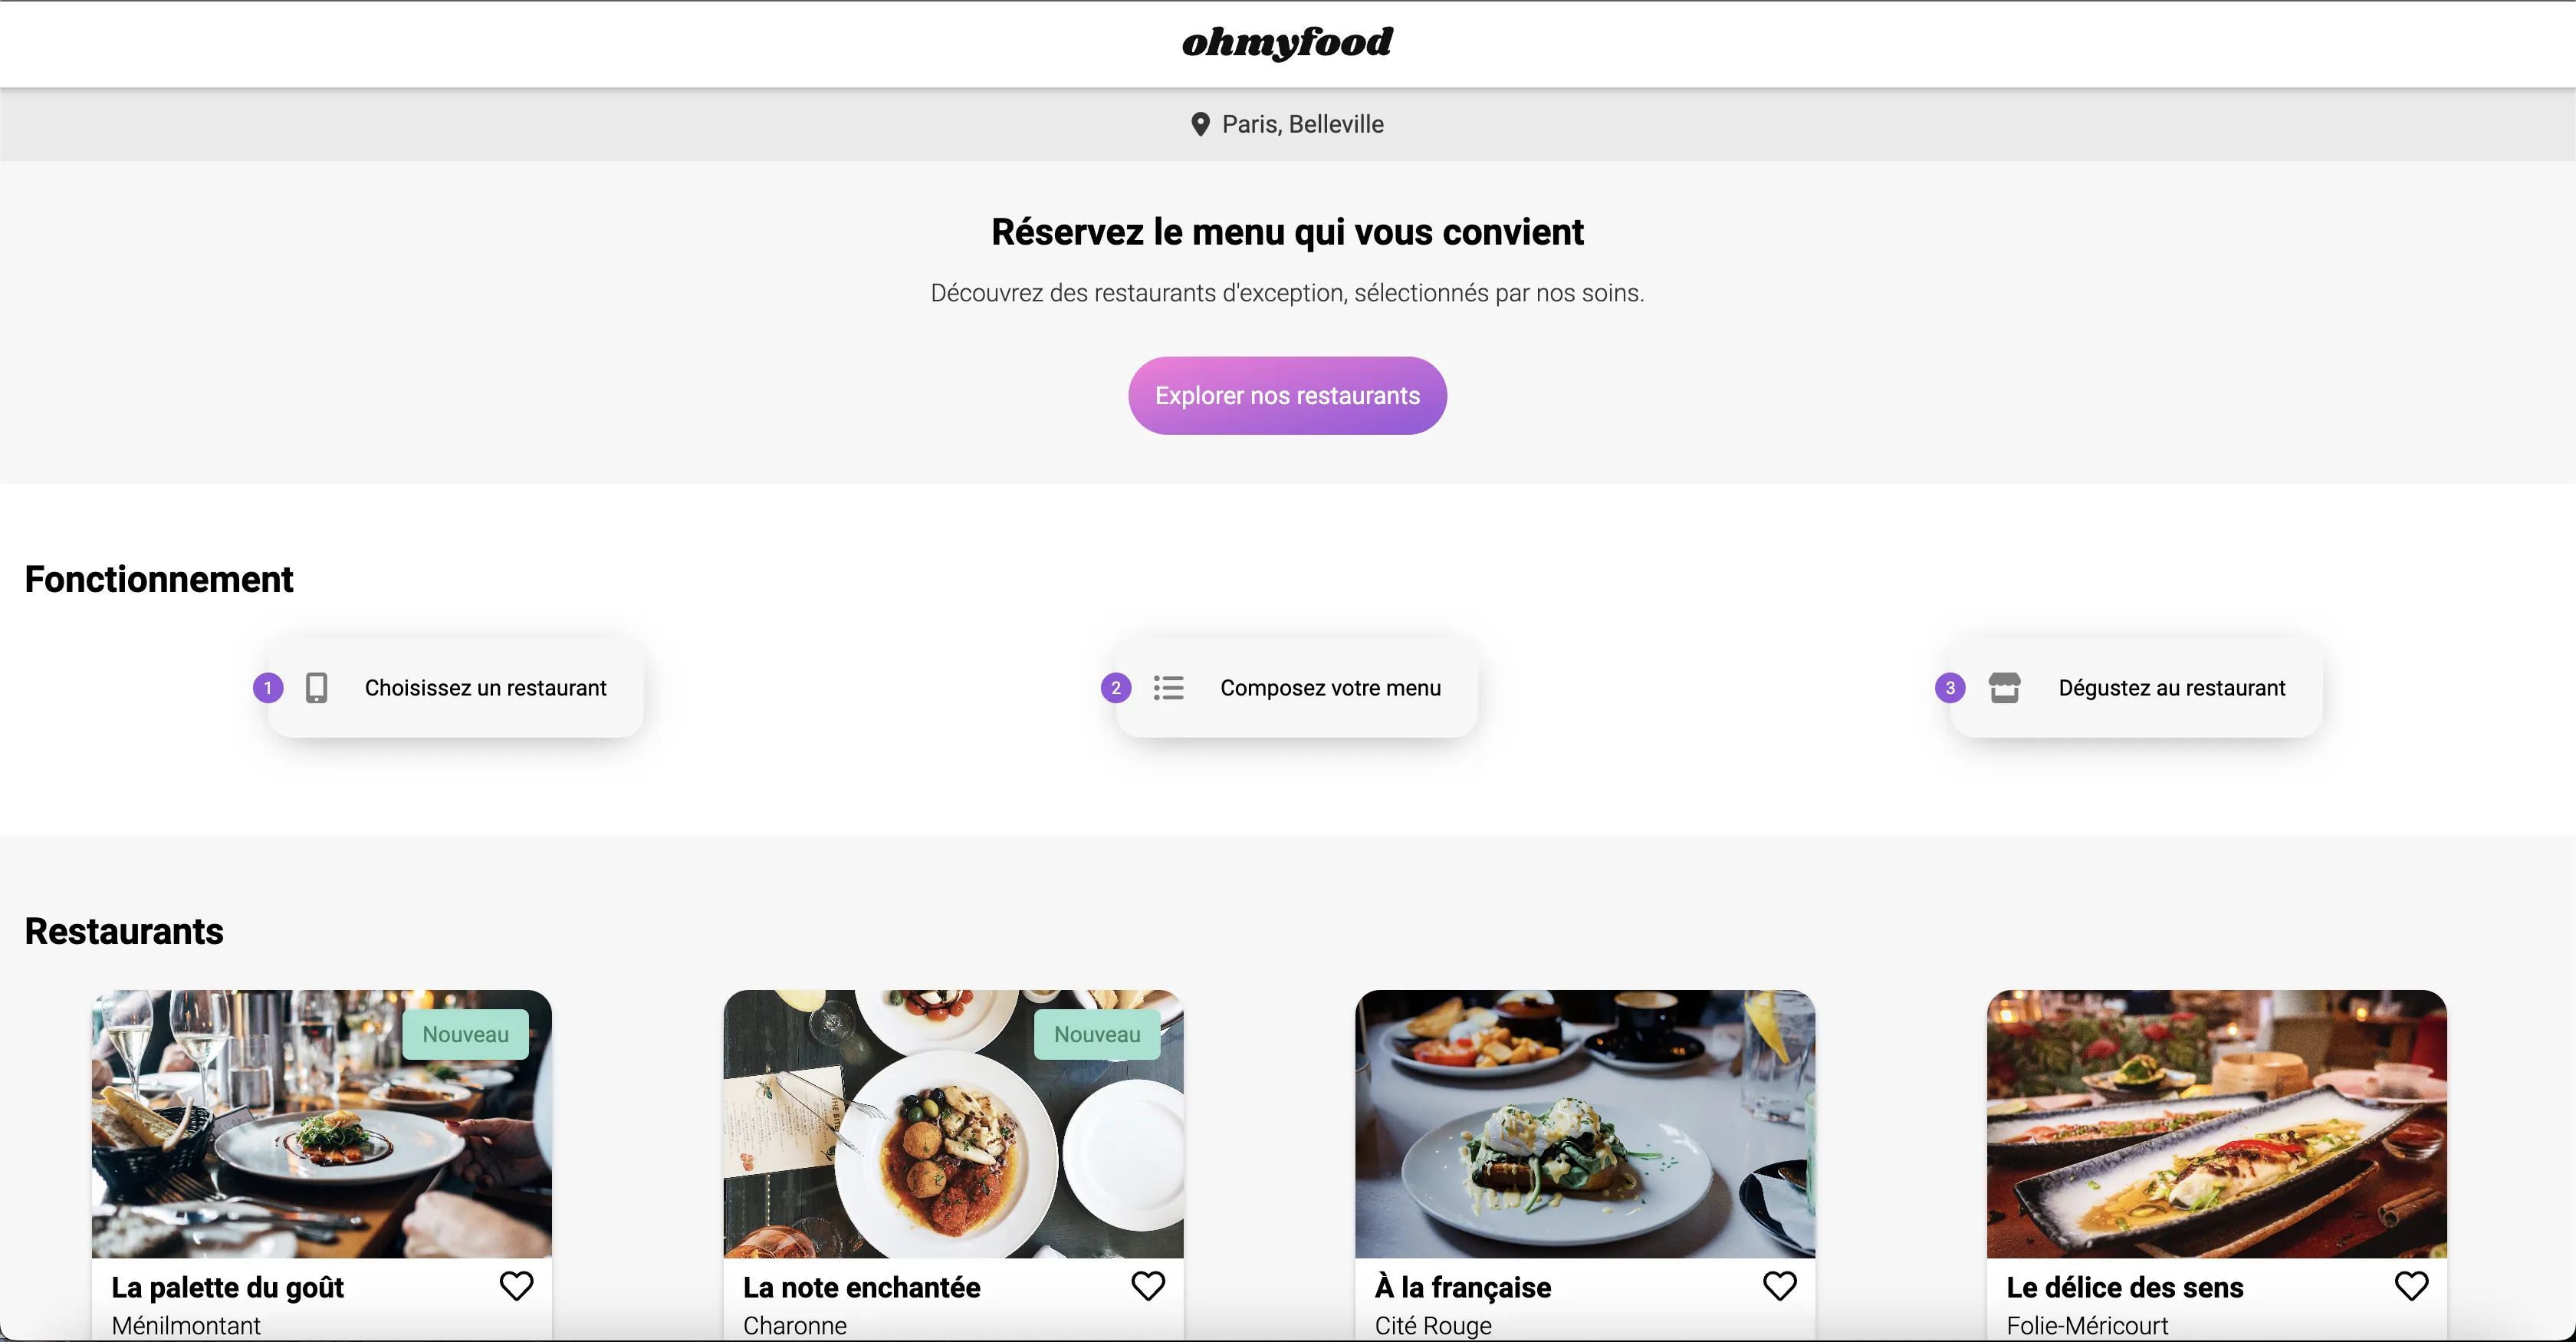 ohmyfood
Paris, Belleville
Réservez le menu qui vous convient
Découvrez des restaurants d'exception, sélectionnés par nos soins.
Explorer nos restaurants
Fonctionnement
1 Choisissez un restaurant
2 Composez votre menu
3 Dégustez au restaurant
Restaurants
Nouveau
Nouveau
La palette du goût
Ménilmontant
La note enchantée
Charonne
À la française
Cité Rouge
Le délice des sens
Folie-Méricourt